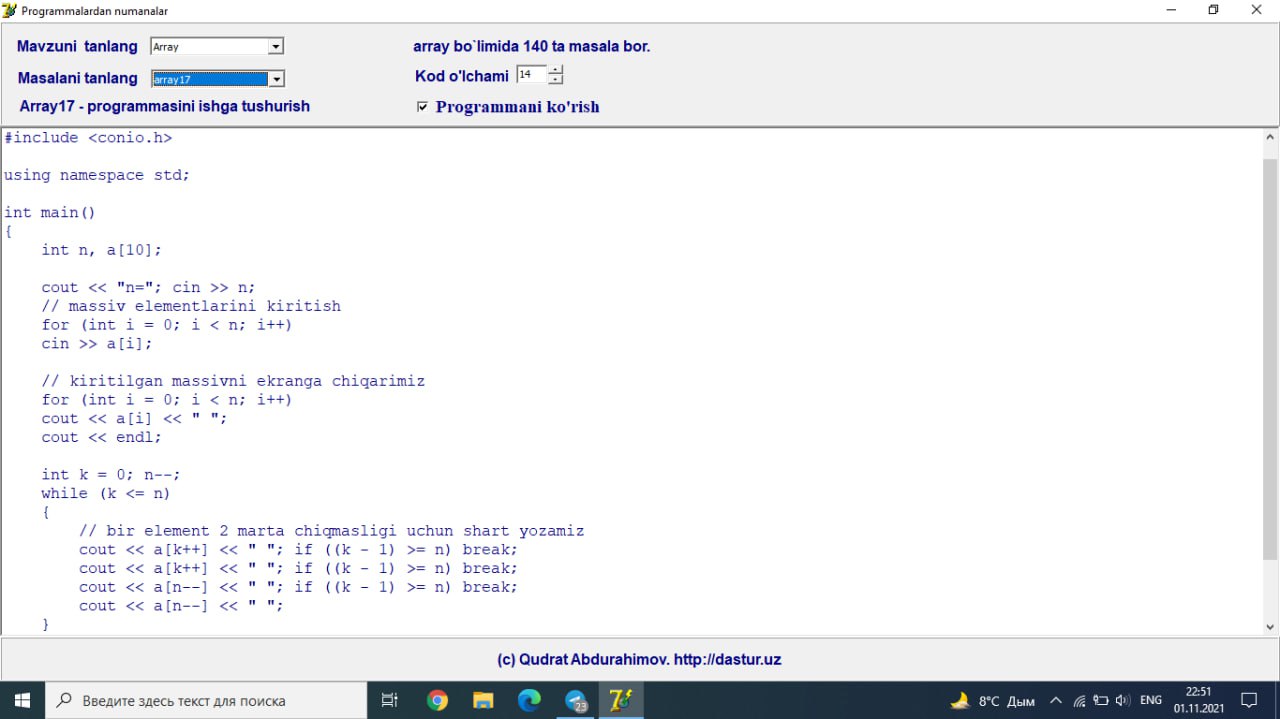 Programmalardan numanalar
Mavzuni tanlang Array
array bo`limida 140 ta masala bor.
Masalani tanlang array17
Kod o'lchami 14
Array17 - programmasini ishga tushurish
Programmani ko'rish
#include <conio.h>
using namespace std;
int main()
{
int n, a[10];
cout << "n="; cin >> n;
// massiv elementlarini kiritish
for (int i = 0; i < n; i++)
cin >> a[i];
// kiritilgan massivni ekranga chiqarimiz
for (int i = 0; i < n; i++)
cout << a[i] << " ";
cout << endl;
int k = 0; n--;
while (k <= n)
{
// bir element 2 marta chiqmasligi uchun shart yozamiz
cout << a[k++] << " "; if ((k - 1) >= n) break;
cout << a[k++] << " "; if ((k - 1) >= n) break;
cout << a[n--] << " "; if ((k - 1) >= n) break;
cout << a[n--] << " ";
}
(c) Qudrat Abdurahimov. http://dastur.uz
Введите здесь текст для поиска
23
8°C Дым
ENG
22:51
01.11.2021